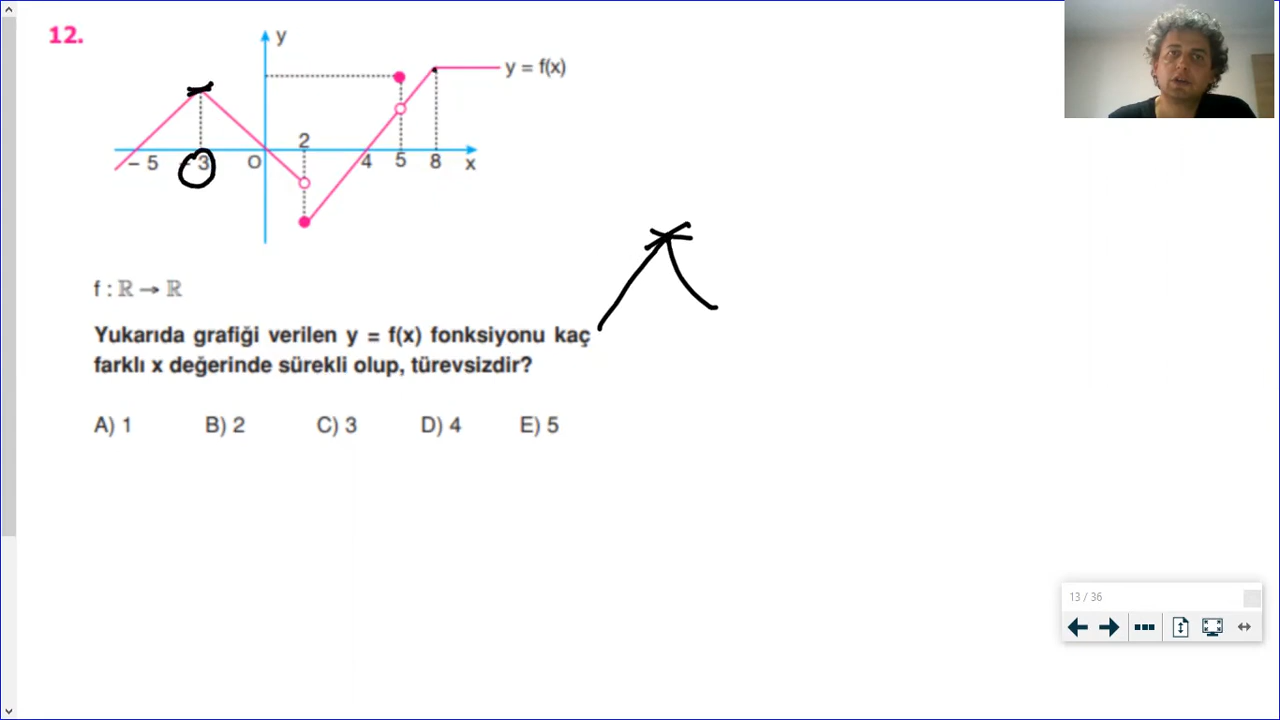 12.
y
y = f(x)
2
– 5 – 3 O 4 5 8 x
f : ℝ → ℝ
Yukarıda grafiği verilen y = f(x) fonksiyonu kaç
farklı x değerinde sürekli olup, türevsizdir?
A) 1 B) 2 C) 3 D) 4 E) 5
13 / 36